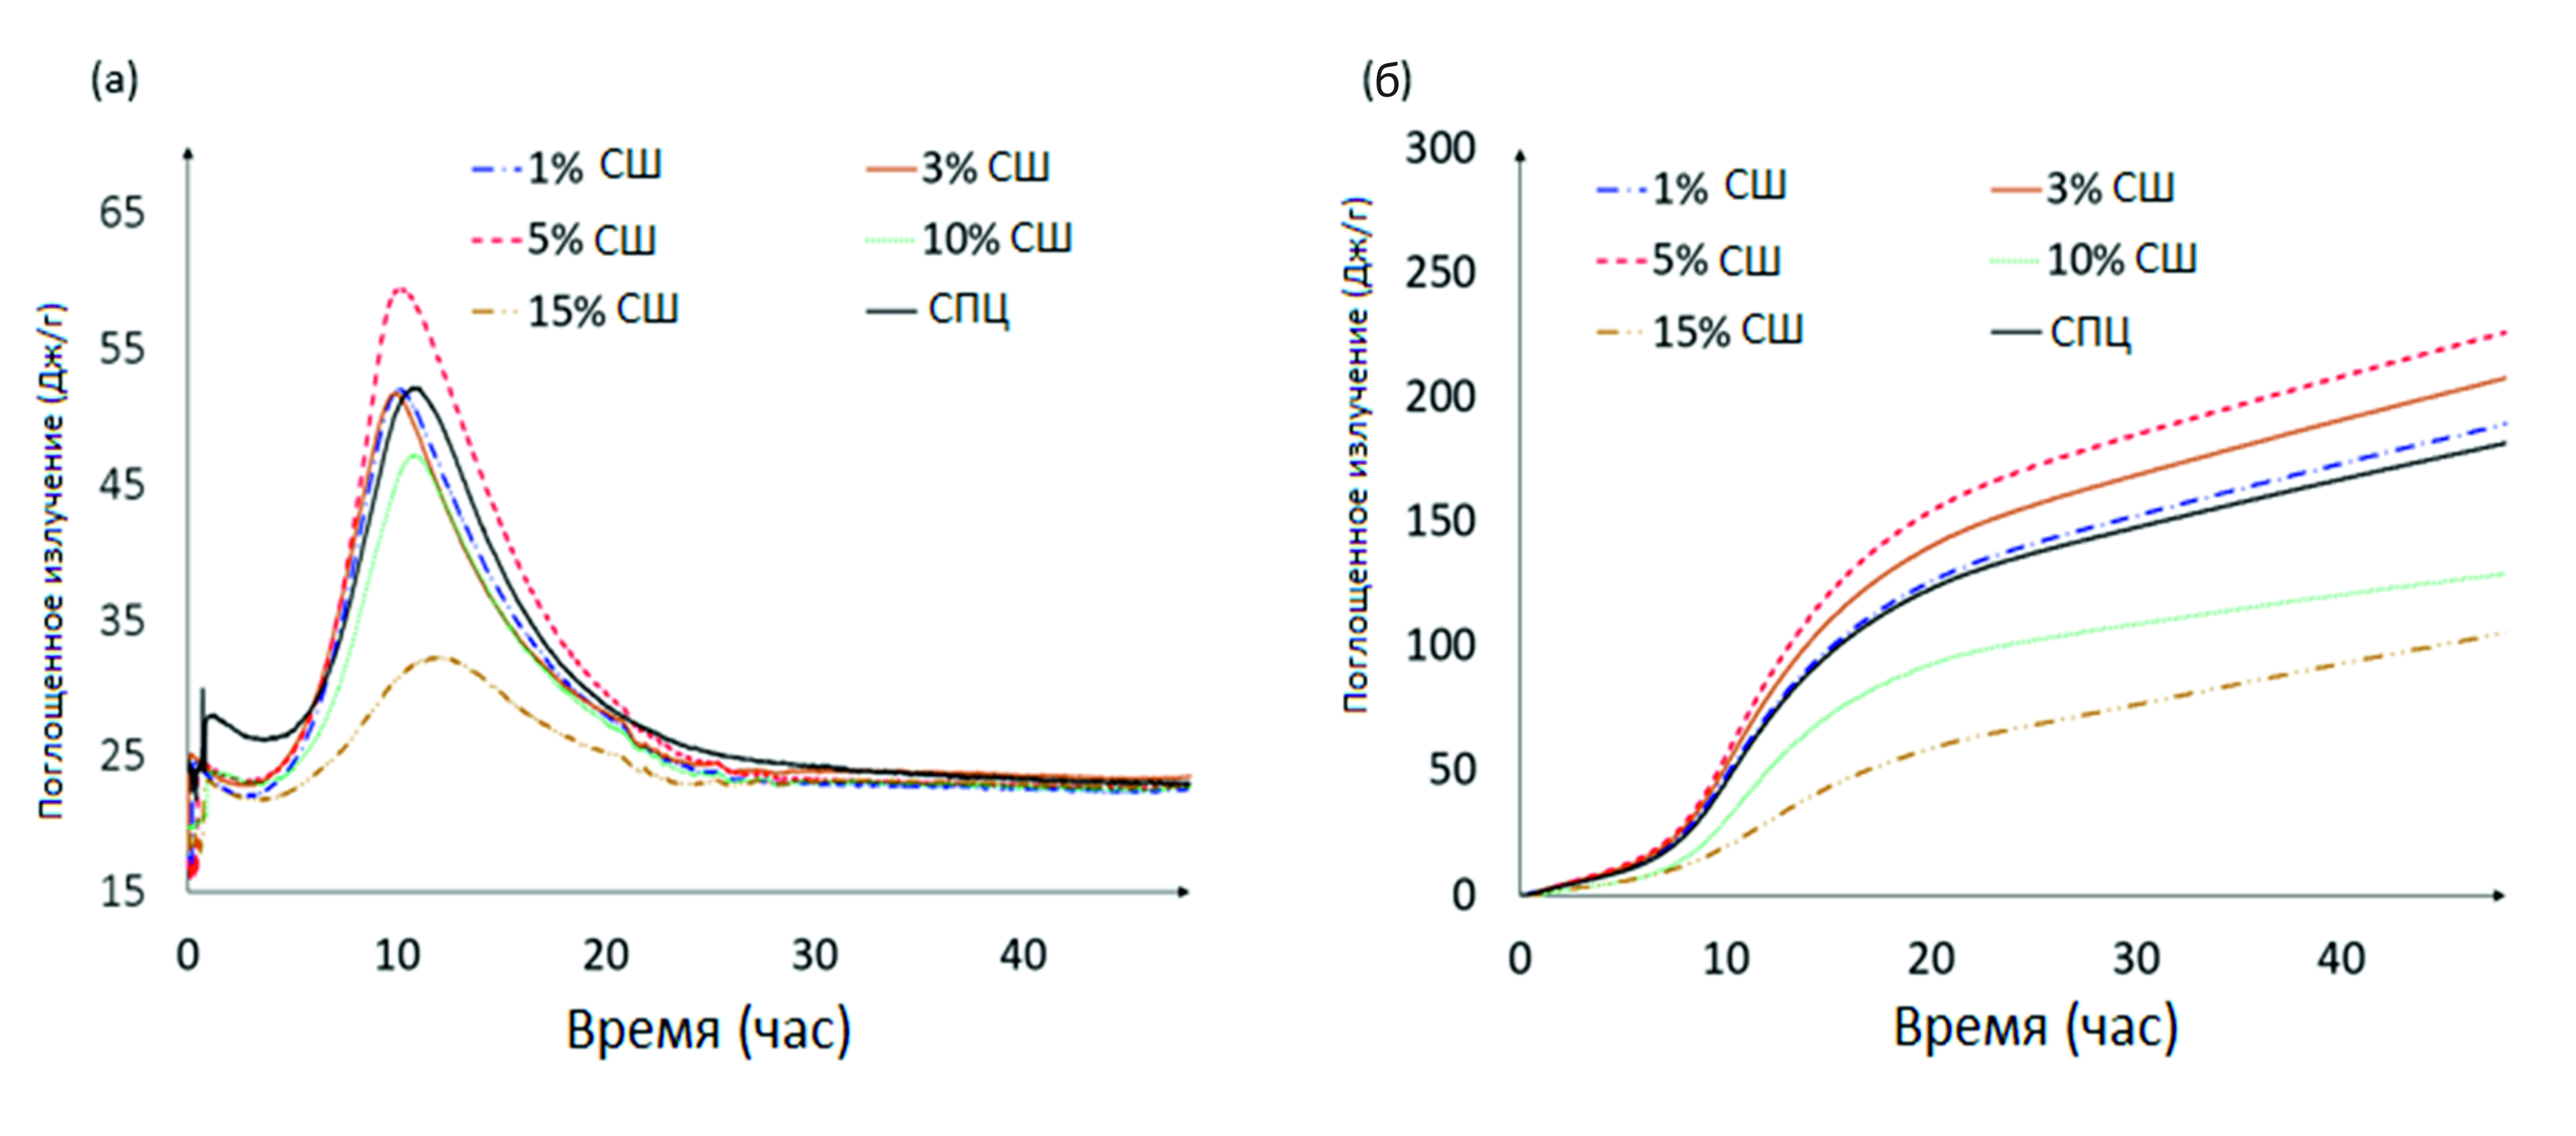 (а)
Поглощенное излучение (Дж/г)
65
55
45
35
25
15
1% СШ
3% СШ
5% СШ
10% СШ
15% СШ
СПЦ
0 10 20 30 40
Время (час)
(б)
Поглощенное излучение (Дж/г)
300
250
200
150
100
50
0
1% СШ
3% СШ
5% СШ
10% СШ
15% СШ
СПЦ
0 10 20 30 40
Время (час)